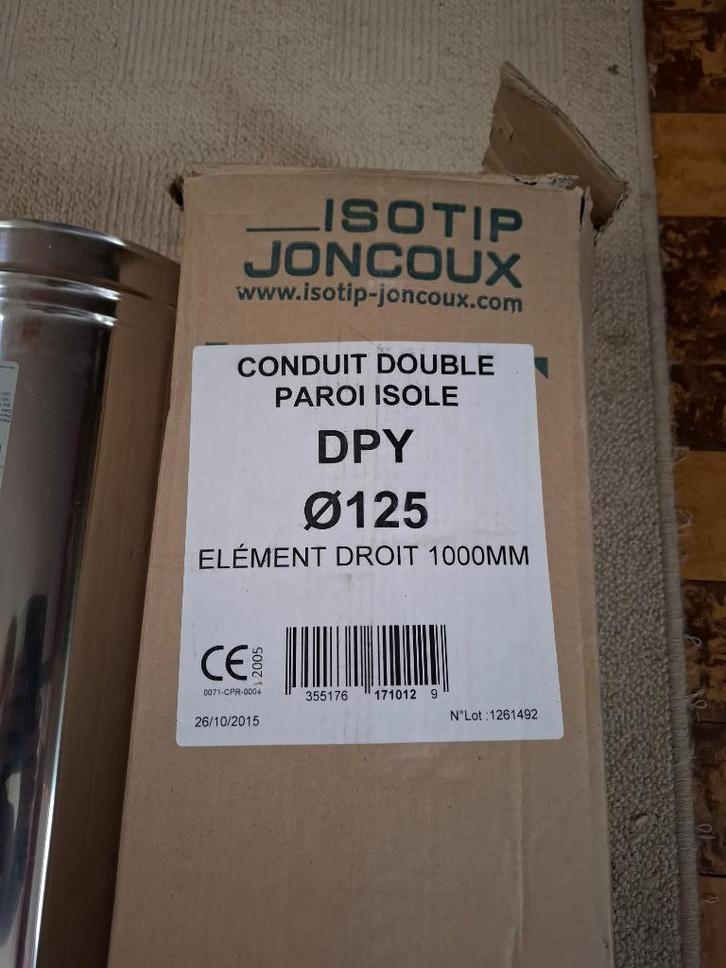 ISOTIP
JONCOUX
www.isotip-joncoux.com
CONDUIT DOUBLE
PAROI ISOLE
DPY
Ø125
ELÉMENT DROIT 1000MM
CE 2005
0071-CPR-0004
355176 171012 9
26/10/2015
N°Lot :1261492